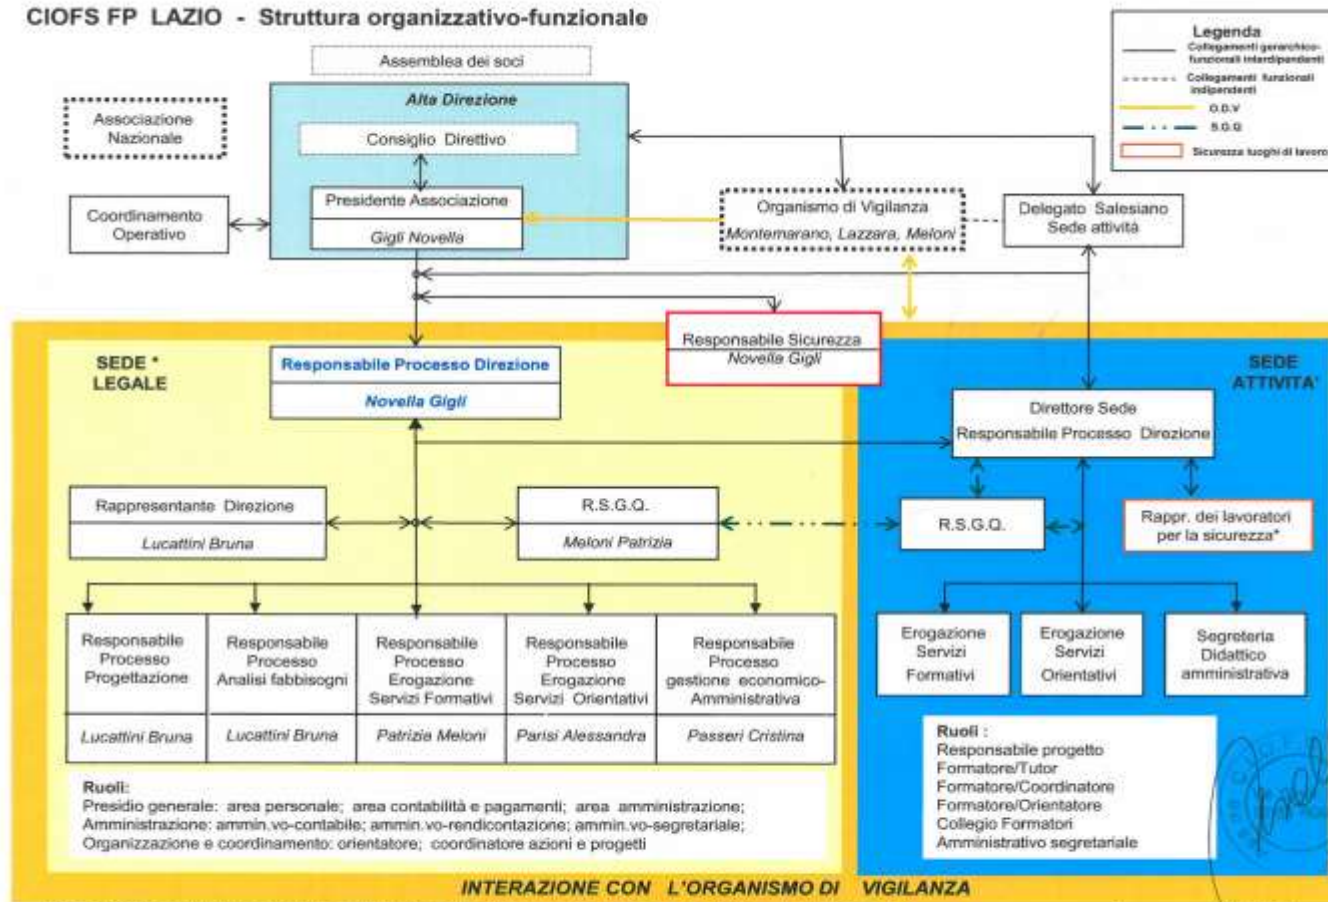 CIOFS FP LAZIO - Struttura organizzativo-funzionale
Legenda
Collegamenti gerarchico-
funzionali interdipendenti
Collegamenti funzionali
indipendenti
O.D.V
S.G.Q.
Sicurezza luoghi di lavoro
Assemblea dei soci
Associazione
Nazionale
Alta Direzione
Consiglio Direttivo
Presidente Associazione
Gigli Novella
Coordinamento
Operativo
Organismo di Vigilanza
Montemarano, Lazzara, Meloni
Delegato Salesiano
Sede attività
SEDE *
LEGALE
Responsabile Processo Direzione
Novella Gigli
Responsabile Sicurezza
Novella Gigli
SEDE
ATTIVITA'
Direttore Sede
Responsabile Processo Direzione
Rappresentante Direzione
Lucattini Bruna
R.S.G.Q.
Meloni Patrizia
R.S.G.Q.
Rappr. dei lavoratori
per la sicurezza*
Responsabile
Processo
Progettazione
Lucattini Bruna
Responsabile
Processo
Analisi fabbisogni
Lucattini Bruna
Responsabile
Processo
Erogazione
Servizi Formativi
Patrizia Meloni
Responsabile
Processo
Erogazione
Servizi Orientativi
Parisi Alessandra
Responsabile
Processo
gestione economico-
Amministrativa
Passeri Cristina
Erogazione
Servizi
Formativi
Erogazione
Servizi
Orientativi
Segreteria
Didattico
amministrativa
Ruoli:
Presidio generale: area personale; area contabilità e pagamenti; area amministrazione;
Amministrazione: ammin.vo-contabile; ammin.vo-rendicontazione; ammin.vo-segretariale;
Organizzazione e coordinamento: orientatore; coordinatore azioni e progetti
Ruoli :
Responsabile progetto
Formatore/Tutor
Formatore/Coordinatore
Formatore/Orientatore
Collegio Formatori
Amministrativo segretariale
INTERAZIONE CON L'ORGANISMO DI VIGILANZA